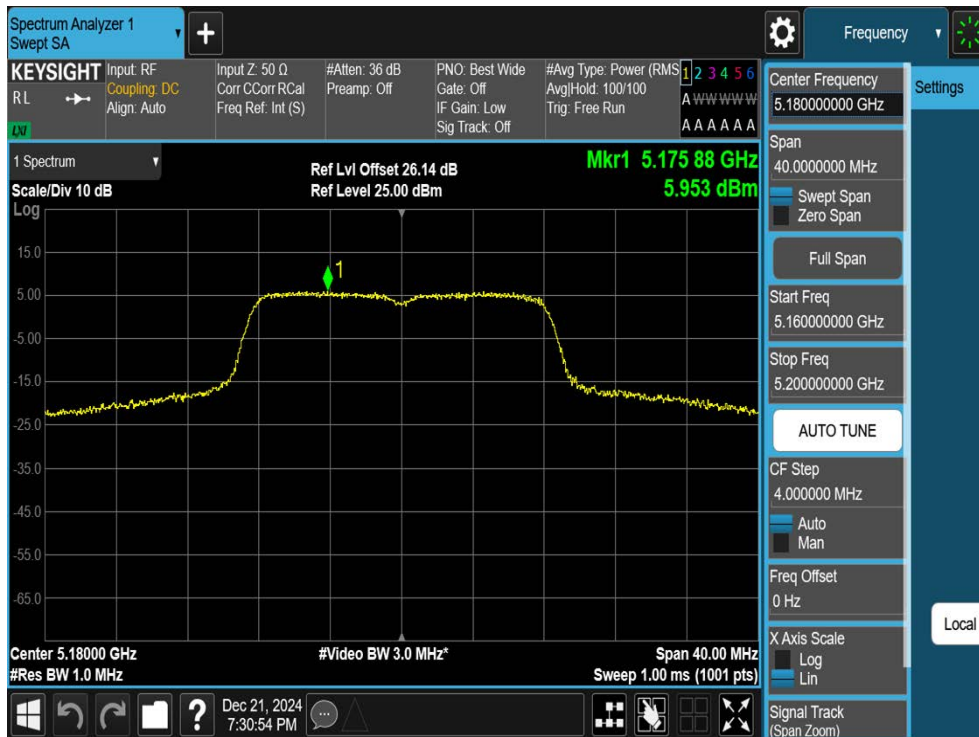 Spectrum Analyzer 1
Swept SA
+
Frequency
KEYSIGHT
RL
LXI
Input: RF
Coupling: DC
Align: Auto
Input Z: 50 Ω
Corr CCorr RCal
Freq Ref: Int (S)
#Atten: 36 dB
Preamp: Off
PNO: Best Wide
Gate: Off
IF Gain: Low
Sig Track: Off
#Avg Type: Power (RMS
Avg|Hold: 100/100
Trig: Free Run
1 2 3 4 5 6
A W W W W W
A A A A A A
1 Spectrum
Scale/Div 10 dB
Log
Ref Lvl Offset 26.14 dB
Ref Level 25.00 dBm
Mkr1 5.175 88 GHz
5.953 dBm
1
15.0
5.00
-5.00
-15.0
-25.0
-35.0
-45.0
-55.0
-65.0
Center 5.18000 GHz
#Res BW 1.0 MHz
#Video BW 3.0 MHz*
Span 40.00 MHz
Sweep 1.00 ms (1001 pts)
?
Dec 21, 2024
7:30:54 PM
Center Frequency
5.180000000 GHz
Span
40.0000000 MHz
Swept Span
Zero Span
Full Span
Start Freq
5.160000000 GHz
Stop Freq
5.200000000 GHz
AUTO TUNE
CF Step
4.000000 MHz
Auto
Man
Freq Offset
0 Hz
X Axis Scale
Log
Lin
Signal Track
(Span Zoom)
Settings
Local